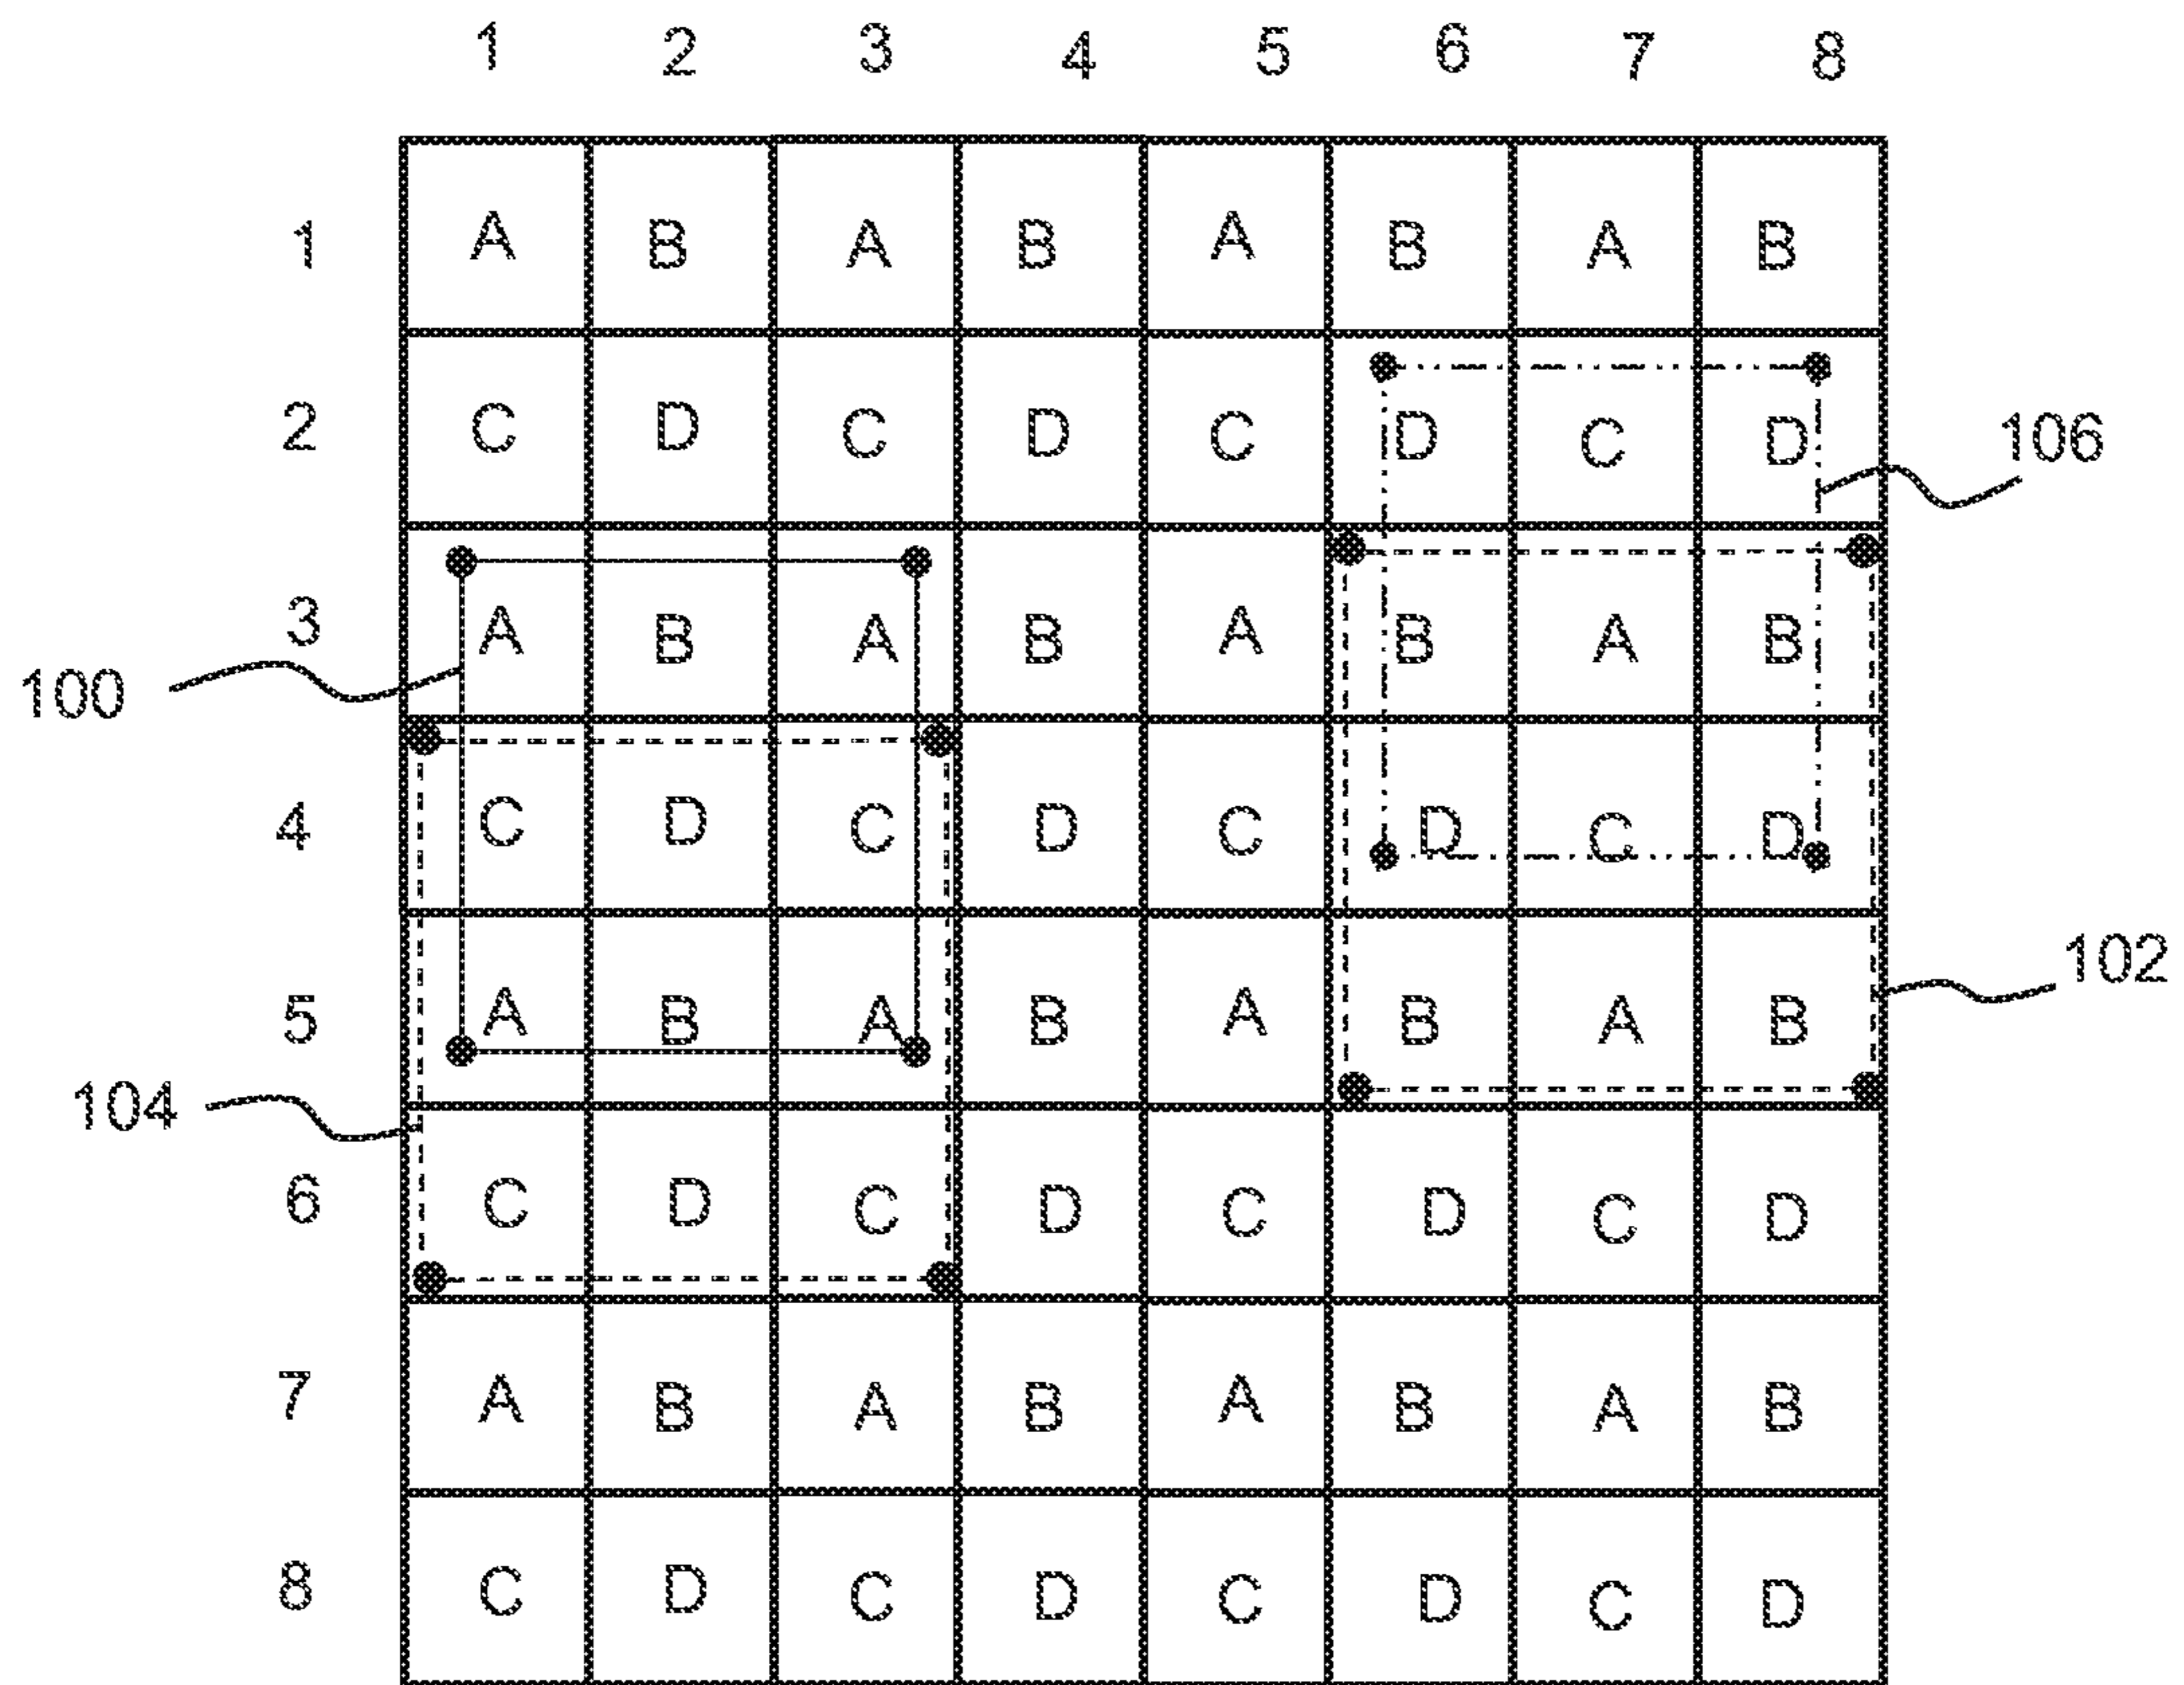 1 2 3 4 5 6 7 8
1 A B A B A B A B
2 C D C D C D C D 106
3 A B A B A B A B
100
4 C D C D C D C D
102
5 A B A B A B A B
104
6 C D C D C D C D
7 A B A B A B A B
8 C D C D C D C D